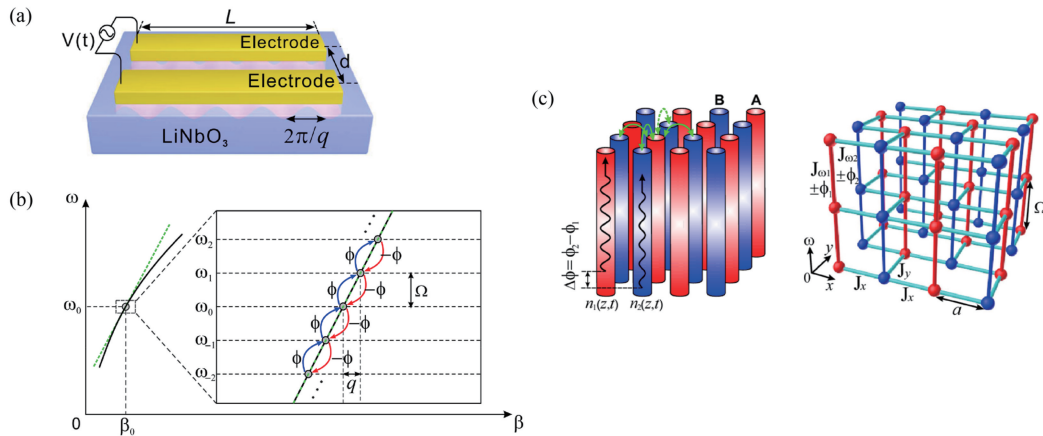 (a)
L
V(t)
Electrode
Electrode
d
2π/q
LiNbO₃
(b)
ω
ω₂
ω₁
ω₀
ω₋₁
ω₋₂
ω₀
ϕ
−ϕ
ϕ
−ϕ
ϕ
−ϕ
ϕ
−ϕ
Ω
q
0
β₀
β
(c)
B
A
Δϕ= ϕ₂−ϕ₁
n₁(z,t)
n₂(z,t)
Jω1
±ϕ₁
Jω2
±ϕ₂
Ω
ω
y
0
x
Jₓ
Jᵧ
Jₓ
a